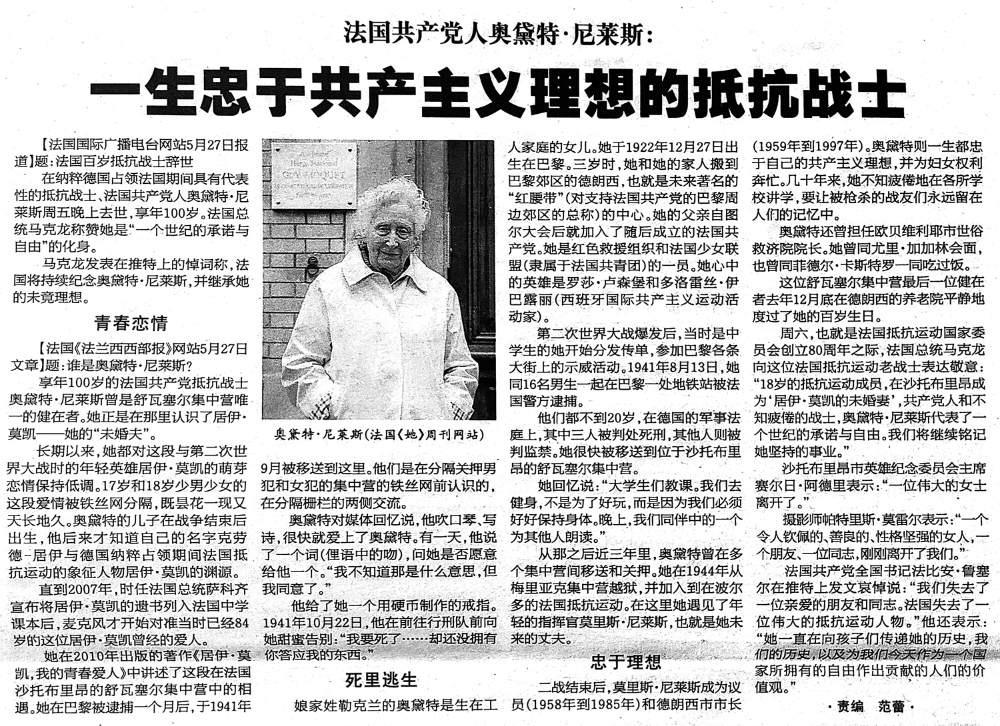 法国共产党人奥黛特·尼莱斯：
一生忠于共产主义理想的抵抗战士
【法国国际广播电台网站5月27日报
道】题：法国百岁抵抗战士辞世
在纳粹德国占领法国期间具有代表
性的抵抗战士、法国共产党人奥黛特·尼
莱斯周五晚上去世，享年100岁。法国总
统马克龙称赞她是“一个世纪的承诺与
自由”的化身。
马克龙发表在推特上的悼词称，法
国将持续纪念奥黛特·尼莱斯，并继承她
的未竟理想。
青春恋情
【法国《法兰西西部报》网站5月27日
文章】题：谁是奥黛特·尼莱斯？
享年100岁的法国共产党抵抗战士
奥黛特·尼莱斯曾是舒瓦塞尔集中营唯
一的健在者。她正是在那里认识了居伊·
莫凯——她的“未婚夫”。
长期以来，她都对这段与第二次世
界大战时的年轻英雄居伊·莫凯的萌芽
恋情保持低调。17岁和18岁少男少女的
这段爱情被铁丝网分隔，既昙花一现又
天长地久。奥黛特的儿子在战争结束后
出生，他后来才知道自己的名字克劳
德-居伊与德国纳粹占领期间法国抵
抗运动的象征人物居伊·莫凯的渊源。
直到2007年，时任法国总统萨科齐
宣布将居伊·莫凯的遗书列入法国中学
课本后，麦克风才开始对准当时已经84
岁的这位居伊·莫凯曾经的爱人。
她在2010年出版的著作《居伊·莫
凯，我的青春爱人》中讲述了这段在法国
沙托布里昂的舒瓦塞尔集中营中的相
遇。她在巴黎被逮捕一个月后，于1941年
GUY MOQUET
奥黛特·尼莱斯（法国《她》周刊网站）
9月被移送到这里。他们是在分隔关押男
犯和女犯的集中营的铁丝网前认识的，
在分隔栅栏的两侧交流。
奥黛特对媒体回忆说，他吹口琴、写
诗，很快就爱上了奥黛特。有一天，他说
了一个词（俚语中的吻），问她是否愿意
给他一个。“我不知道那是什么意思，但
我同意了。”
他给了她一个用硬币制作的戒指。
1941年10月22日，他在前往行刑队前向
她甜蜜告别：“我要死了……却还没拥有
你答应我的东西。”
死里逃生
娘家姓勒克兰的奥黛特是生在工
人家庭的女儿。她于1922年12月27日出
生在巴黎。三岁时，她和她的家人搬到
巴黎郊区的德朗西，也就是未来著名的
“红腰带”（对支持法国共产党的巴黎周
边郊区的总称）的中心。她的父亲自图
尔大会后就加入了随后成立的法国共
产党。她是红色救援组织和法国少女联
盟（隶属于法国共青团）的一员。她心中
的英雄是罗莎·卢森堡和多洛雷丝·伊
巴露丽（西班牙国际共产主义运动活
动家）。
第二次世界大战爆发后，当时是中
学生的她开始分发传单，参加巴黎各条
大街上的示威活动。1941年8月13日，她
同16名男生一起在巴黎一处地铁站被法
国警方逮捕。
他们都不到20岁，在德国的军事法
庭上，其中三人被判处死刑，其他人则被
判监禁。她很快被移送到位于沙托布里
昂的舒瓦塞尔集中营。
她回忆说：“大学生们教课。我们去
健身，不是为了好玩，而是因为我们必须
好好保持身体。晚上，我们同伴中的一个
为其他人朗读。”
从那之后近三年里，奥黛特曾在多
个集中营间移送和关押。她在1944年从
梅里亚克集中营越狱，并加入到在波尔
多的法国抵抗运动。在这里她遇见了年
轻的指挥官莫里斯·尼莱斯，也就是她未
来的丈夫。
忠于理想
二战结束后，莫里斯·尼莱斯成为议
员（1958年到1985年）和德朗西市市长
（1959年到1997年）。奥黛特则一生都忠
于自己的共产主义理想，并为妇女权利
奔忙。几十年来，她不知疲倦地在各所学
校讲学，要让被枪杀的战友们永远留在
人们的记忆中。
奥黛特还曾担任欧贝维利耶市世俗
救济院院长。她曾同尤里·加加林会面，
也曾同菲德尔·卡斯特罗一同吃过饭。
这位舒瓦塞尔集中营最后一位健在
者去年12月底在德朗西的养老院平静地
度过了她的百岁生日。
周六，也就是法国抵抗运动国家委
员会创立80周年之际，法国总统马克龙
向这位法国抵抗运动老战士表达敬意：
“18岁的抵抗运动成员，在沙托布里昂成
为‘居伊·莫凯的未婚妻’，共产党人和不
知疲倦的战士，奥黛特·尼莱斯代表了一
个世纪的承诺与自由。我们将继续铭记
她坚持的事业。”
沙托布里昂市英雄纪念委员会主席
赛尔日·阿德里表示：“一位伟大的女士
离开了。”
摄影师帕特里斯·莫雷尔表示：“一个
令人钦佩的、善良的、性格坚强的女人，一
个朋友、一位同志，刚刚离开了我们。”
法国共产党全国书记法比安·鲁塞
尔在推特上发文哀悼说：“我们失去了
一位亲爱的朋友和同志。法国失去了一
位伟大的抵抗运动人物。”他还表示：
“她一直在向孩子们传递她的历史，我
们的历史，以及为我们今天作为一个国
家所拥有的自由作出贡献的人们的价
值观。”
·责编 范蕾·